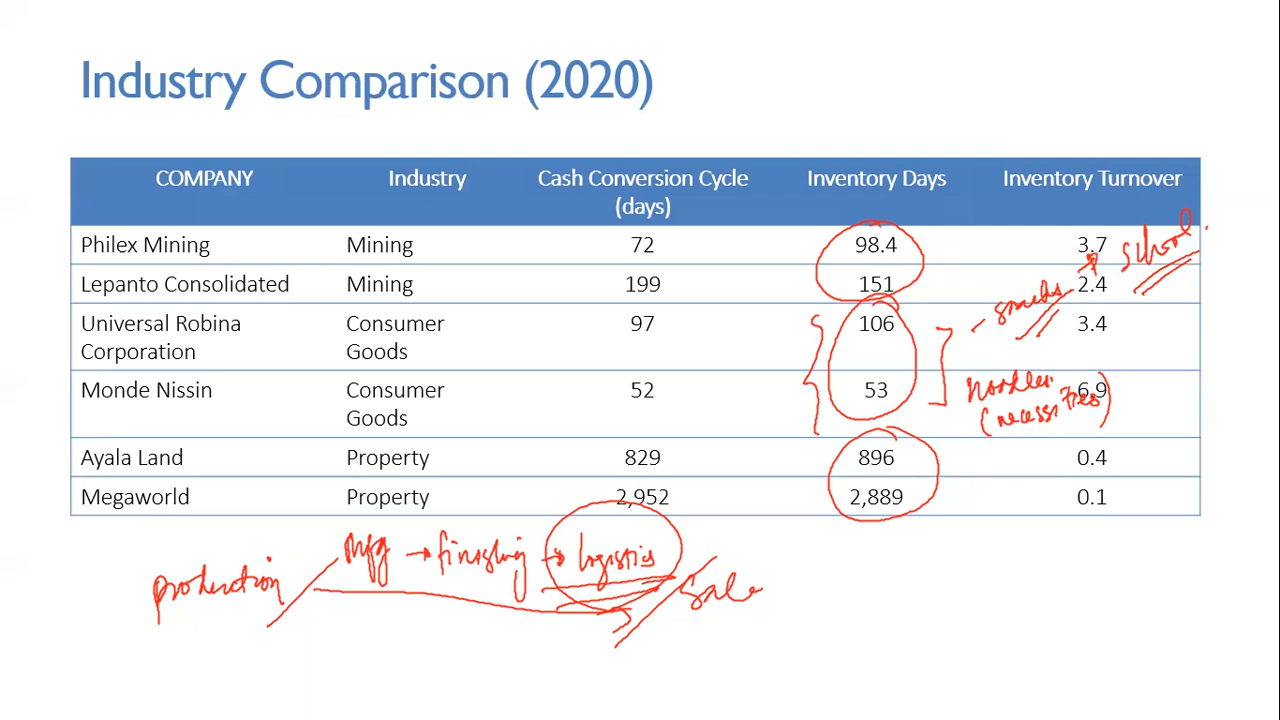 Industry Comparison (2020)
COMPANY Industry Cash Conversion Cycle (days) Inventory Days Inventory Turnover
Philex Mining Mining 72 98.4 3.7
Lepanto Consolidated Mining 199 151 2.4
Universal Robina Corporation Consumer Goods 97 106 3.4
Monde Nissin Consumer Goods 52 53 6.9
Ayala Land Property 829 896 0.4
Megaworld Property 2,952 2,889 0.1
- snacks → school
noodles
(necessities)
production / Mfg → finishing → logistics / Sale